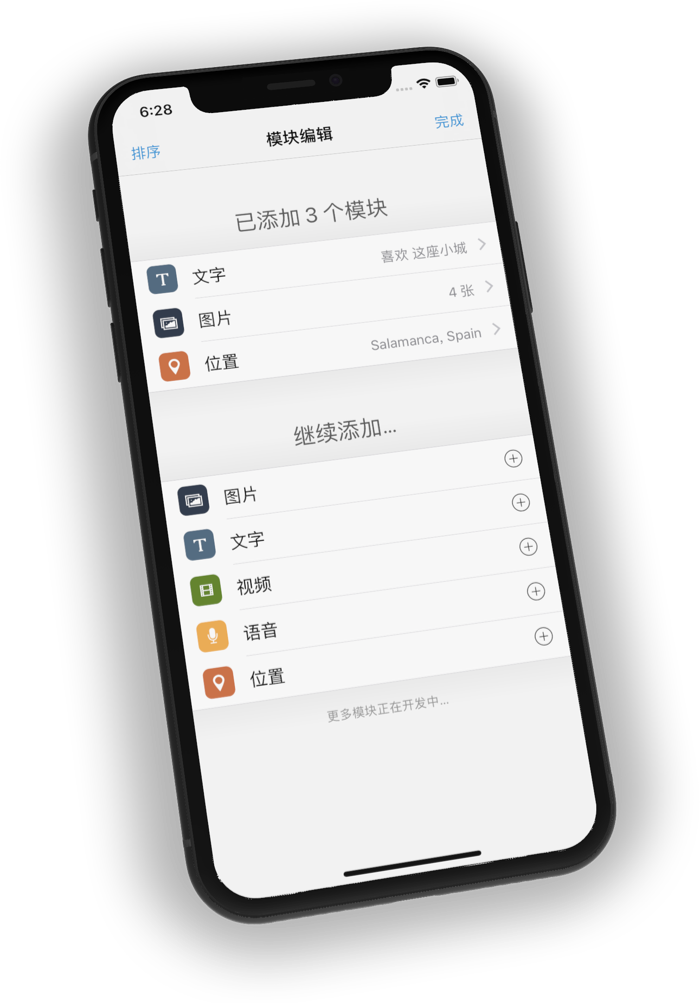 6:28
排序 模块编辑 完成
已添加 3 个模块
T 文字 喜欢 这座小城
图片 4 张
位置 Salamanca, Spain
继续添加...
图片
T 文字
视频
语音
位置
更多模块正在开发中...